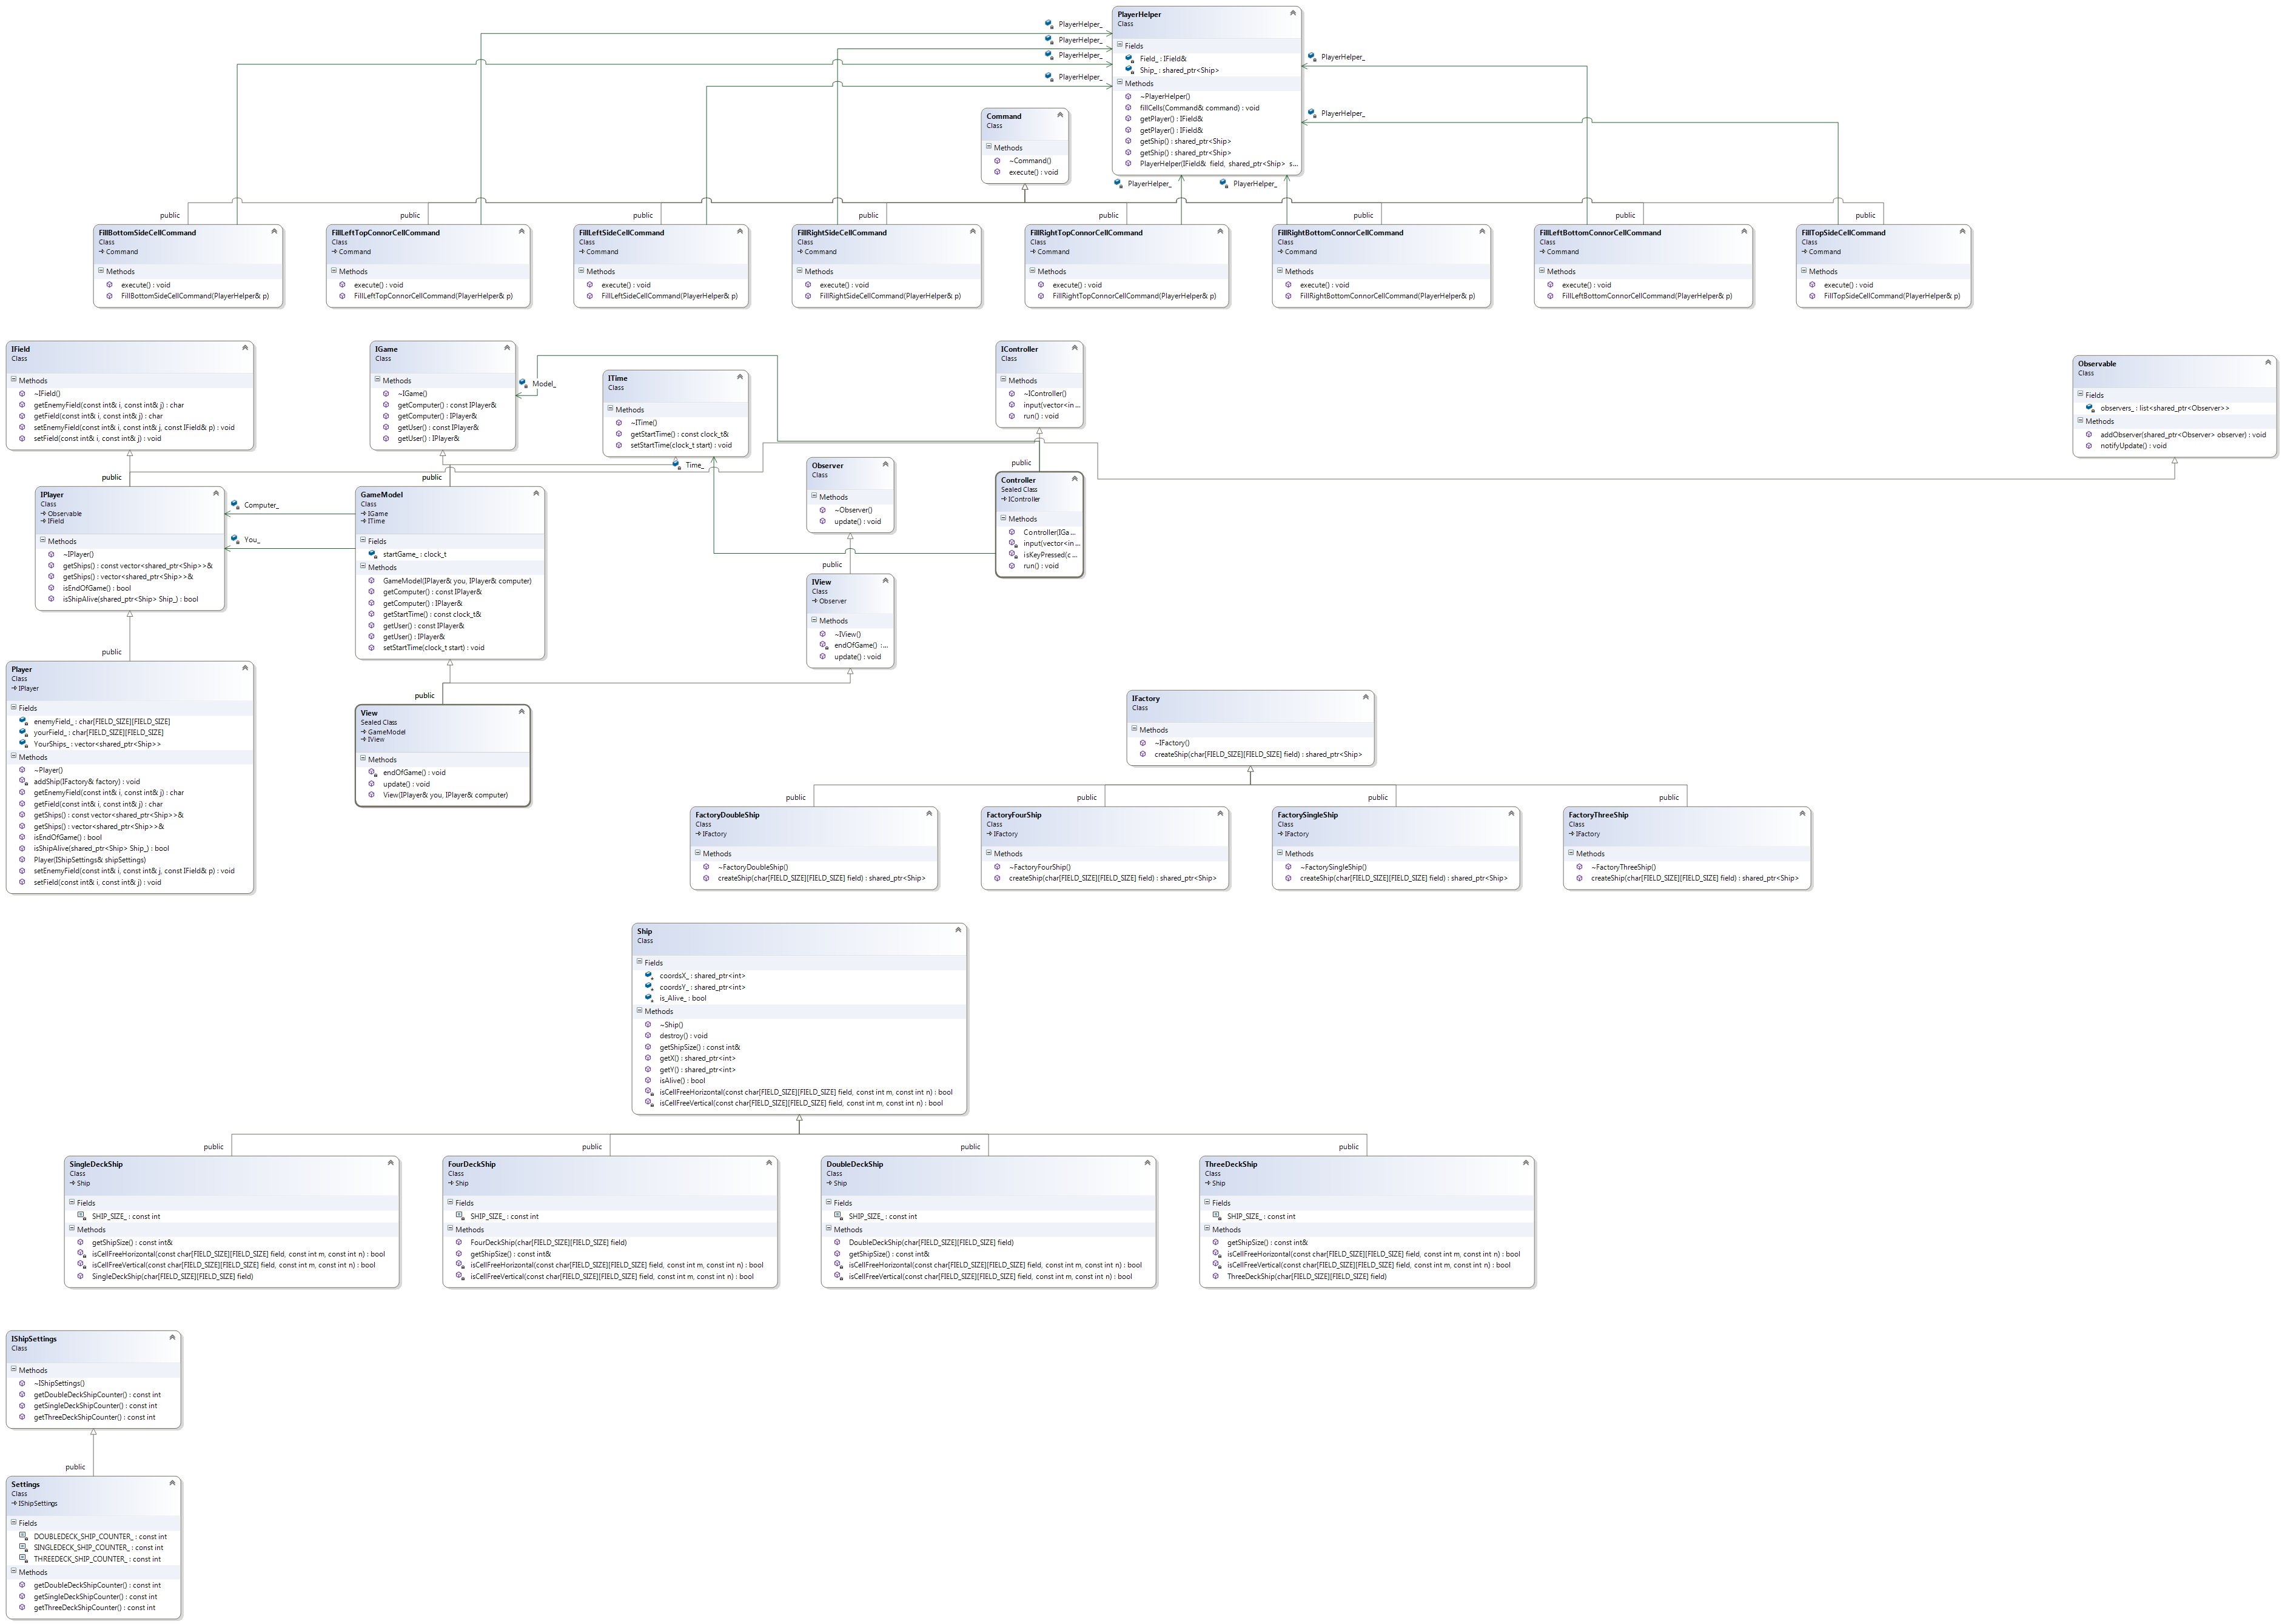 PlayerHelper
Class
Fields
Field_ : IField&
Ship_ : shared_ptr<Ship>
Methods
~PlayerHelper()
fillCells(Command& command) : void
getPlayer() : IField&
getPlayer() : IField&
getShip() : shared_ptr<Ship>
getShip() : shared_ptr<Ship>
PlayerHelper(IField& field, shared_ptr<Ship> s...
PlayerHelper_
PlayerHelper_
PlayerHelper_
PlayerHelper_
PlayerHelper_
PlayerHelper_
PlayerHelper_
PlayerHelper_
Command
Class
Methods
~Command()
execute() : void
public
public
public
public
public
public
public
public
FillBottomSideCellCommand
Class
Command
Methods
execute() : void
FillBottomSideCellCommand(PlayerHelper& p)
FillLeftTopConnorCellCommand
Class
Command
Methods
execute() : void
FillLeftTopConnorCellCommand(PlayerHelper& p)
FillLeftSideCellCommand
Class
Command
Methods
execute() : void
FillLeftSideCellCommand(PlayerHelper& p)
FillRightSideCellCommand
Class
Command
Methods
execute() : void
FillRightSideCellCommand(PlayerHelper& p)
FillRightTopConnorCellCommand
Class
Command
Methods
execute() : void
FillRightTopConnorCellCommand(PlayerHelper& p)
FillRightBottomConnorCellCommand
Class
Command
Methods
execute() : void
FillRightBottomConnorCellCommand(PlayerHelper& p)
FillLeftBottomConnorCellCommand
Class
Command
Methods
execute() : void
FillLeftBottomConnorCellCommand(PlayerHelper& p)
FillTopSideCellCommand
Class
Command
Methods
execute() : void
FillTopSideCellCommand(PlayerHelper& p)
IField
Class
Methods
~IField()
getEnemyField(const int& i, const int& j) : char
getField(const int& i, const int& j) : char
setEnemyField(const int& i, const int& j, const IField& p) : void
setField(const int& i, const int& j) : void
IGame
Class
Methods
~IGame()
getComputer() : const IPlayer&
getComputer() : IPlayer&
getUser() : const IPlayer&
getUser() : IPlayer&
Model_
ITime
Class
Methods
~ITime()
getStartTime() : const clock_t&
setStartTime(clock_t start) : void
Time_
IController
Class
Methods
~IController()
input(vector<in ...
run() : void
Observable
Class
Fields
observers_ : list<shared_ptr<Observer>>
Methods
addObserver(shared_ptr<Observer> observer) : void
notifyUpdate() : void
public
public
public
IPlayer
Class
Observable
IField
Methods
~IPlayer()
getShips() : const vector<shared_ptr<Ship>>&
getShips() : vector<shared_ptr<Ship>>&
isEndOfGame() : bool
isShipAlive(shared_ptr<Ship> Ship_) : bool
Computer_
You_
GameModel
Class
IGame
ITime
Fields
startGame_ : clock_t
Methods
GameModel(IPlayer& you, IPlayer& computer)
getComputer() : const IPlayer&
getComputer() : IPlayer&
getStartTime() : const clock_t&
getUser() : const IPlayer&
getUser() : IPlayer&
setStartTime(clock_t start) : void
Observer
Class
Methods
~Observer()
update() : void
Controller
Sealed Class
IController
Methods
Controller(IGa ...
input(vector<in ...
isKeyPressed(c ...
run() : void
public
IView
Class
Observer
Methods
~IView()
endOfGame() :...
update() : void
public
Player
Class
IPlayer
Fields
enemyField_ : char[FIELD_SIZE][FIELD_SIZE]
yourField_ : char[FIELD_SIZE][FIELD_SIZE]
YourShips_ : vector<shared_ptr<Ship>>
Methods
~Player()
addShip(IFactory& factory) : void
getEnemyField(const int& i, const int& j) : char
getField(const int& i, const int& j) : char
getShips() : const vector<shared_ptr<Ship>>&
getShips() : vector<shared_ptr<Ship>>&
isEndOfGame() : bool
isShipAlive(shared_ptr<Ship> Ship_) : bool
Player(IShipSettings& shipSettings)
setEnemyField(const int& i, const int& j, const IField& p) : void
setField(const int& i, const int& j) : void
public
View
Sealed Class
GameModel
IView
Methods
endOfGame() : void
update() : void
View(IPlayer& you, IPlayer& computer)
IFactory
Class
Methods
~IFactory()
createShip(char[FIELD_SIZE][FIELD_SIZE] field) : shared_ptr<Ship>
public
public
public
public
FactoryDoubleShip
Class
IFactory
Methods
~FactoryDoubleShip()
createShip(char[FIELD_SIZE][FIELD_SIZE] field) : shared_ptr<Ship>
FactoryFourShip
Class
IFactory
Methods
~FactoryFourShip()
createShip(char[FIELD_SIZE][FIELD_SIZE] field) : shared_ptr<Ship>
FactorySingleShip
Class
IFactory
Methods
~FactorySingleShip()
createShip(char[FIELD_SIZE][FIELD_SIZE] field) : shared_ptr<Ship>
FactoryThreeShip
Class
IFactory
Methods
~FactoryThreeShip()
createShip(char[FIELD_SIZE][FIELD_SIZE] field) : shared_ptr<Ship>
Ship
Class
Fields
coordsX_ : shared_ptr<int>
coordsY_ : shared_ptr<int>
is_Alive_ : bool
Methods
~Ship()
destroy() : void
getShipSize() : const int&
getX() : shared_ptr<int>
getY() : shared_ptr<int>
isAlive() : bool
isCellFreeHorizontal(const char[FIELD_SIZE][FIELD_SIZE] field, const int m, const int n) : bool
isCellFreeVertical(const char[FIELD_SIZE][FIELD_SIZE] field, const int m, const int n) : bool
public
public
public
public
SingleDeckShip
Class
Ship
Fields
SHIP_SIZE_ : const int
Methods
getShipSize() : const int&
isCellFreeHorizontal(const char[FIELD_SIZE][FIELD_SIZE] field, const int m, const int n) : bool
isCellFreeVertical(const char[FIELD_SIZE][FIELD_SIZE] field, const int m, const int n) : bool
SingleDeckShip(char[FIELD_SIZE][FIELD_SIZE] field)
FourDeckShip
Class
Ship
Fields
SHIP_SIZE_ : const int
Methods
FourDeckShip(char[FIELD_SIZE][FIELD_SIZE] field)
getShipSize() : const int&
isCellFreeHorizontal(const char[FIELD_SIZE][FIELD_SIZE] field, const int m, const int n) : bool
isCellFreeVertical(const char[FIELD_SIZE][FIELD_SIZE] field, const int m, const int n) : bool
DoubleDeckShip
Class
Ship
Fields
SHIP_SIZE_ : const int
Methods
DoubleDeckShip(char[FIELD_SIZE][FIELD_SIZE] field)
getShipSize() : const int&
isCellFreeHorizontal(const char[FIELD_SIZE][FIELD_SIZE] field, const int m, const int n) : bool
isCellFreeVertical(const char[FIELD_SIZE][FIELD_SIZE] field, const int m, const int n) : bool
ThreeDeckShip
Class
Ship
Fields
SHIP_SIZE_ : const int
Methods
getShipSize() : const int&
isCellFreeHorizontal(const char[FIELD_SIZE][FIELD_SIZE] field, const int m, const int n) : bool
isCellFreeVertical(const char[FIELD_SIZE][FIELD_SIZE] field, const int m, const int n) : bool
ThreeDeckShip(char[FIELD_SIZE][FIELD_SIZE] field)
IShipSettings
Class
Methods
~IShipSettings()
getDoubleDeckShipCounter() : const int
getSingleDeckShipCounter() : const int
getThreeDeckShipCounter() : const int
public
Settings
Class
IShipSettings
Fields
DOUBLEDECK_SHIP_COUNTER_ : const int
SINGLEDECK_SHIP_COUNTER_ : const int
THREEDECK_SHIP_COUNTER_ : const int
Methods
getDoubleDeckShipCounter() : const int
getSingleDeckShipCounter() : const int
getThreeDeckShipCounter() : const int